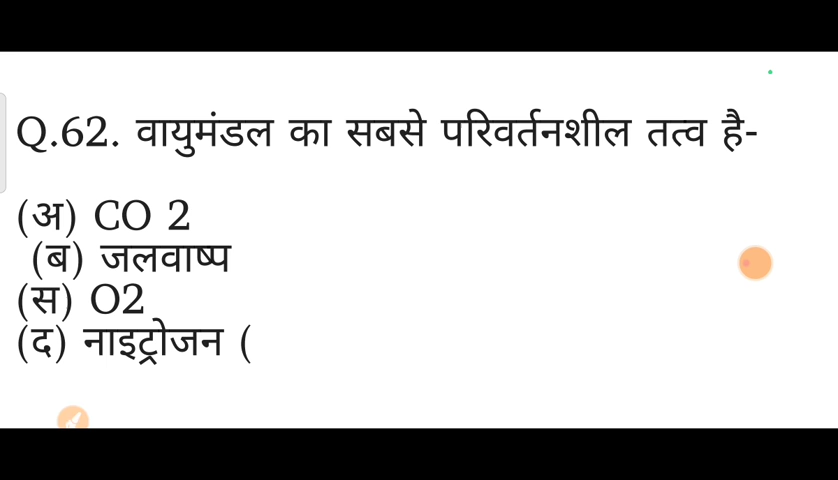 Q.62. वायुमंडल का सबसे परिवर्तनशील तत्व है-
(अ) CO 2
(ब) जलवाष्प
(स) O2
(द) नाइट्रोजन (